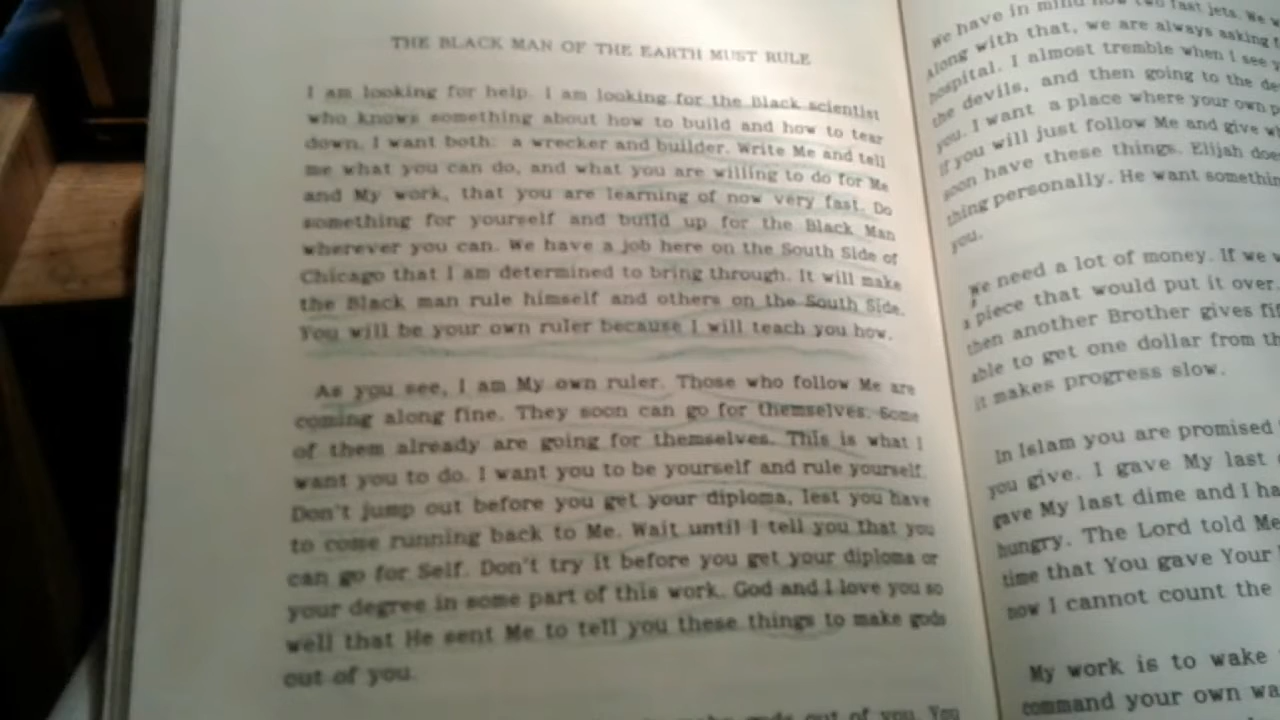 THE BLACK MAN OF THE EARTH MUST RULE
I am looking for help. I am looking for the Black scientist
who knows something about how to build and how to tear
down. I want both: a wrecker and builder. Write Me and tell
me what you can do, and what you are willing to do for Me
and My work, that you are learning of now very fast. Do
something for yourself and build up for the Black Man
wherever you can. We have a job here on the South Side of
Chicago that I am determined to bring through. It will make
the Black man rule himself and others on the South Side.
You will be your own ruler because I will teach you how.
As you see, I am My own ruler. Those who follow Me are
coming along fine. They soon can go for themselves. Some
of them already are going for themselves. This is what I
want you to do. I want you to be yourself and rule yourself.
Don't jump out before you get your diploma, lest you have
to come running back to Me. Wait until I tell you that you
can go for Self. Don't try it before you get your diploma or
your degree in some part of this work. God and I love you so
well that He sent Me to tell you these things to make gods
out of you.
gods out of you. You
We have in mind now two fast jets. We
Along with that, we are always asking
hospital. I almost tremble when I see
the devils, and then going to the
you. I want a place where your own
If you will just follow Me and give
soon have these things. Elijah
thing personally. He want
you.
We need a lot of money. If we
a piece that would put it over.
then another Brother gives
able to get one dollar from
it makes progress slow.
In Islam you are promised
you give. I gave My last
gave My last dime and I
hungry. The Lord told Me
time that You gave Your
now I cannot count the
My work is to wake
command your own